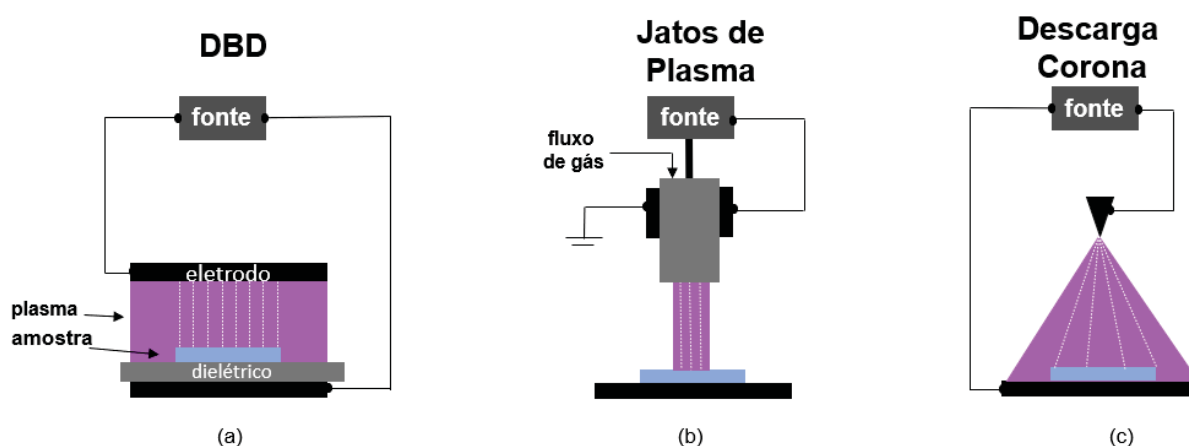 DBD
fonte
eletrodo
plasma
amostra
dielétrico
(a)
Jatos de
Plasma
fonte
fluxo
de gás
(b)
Descarga
Corona
fonte
(c)